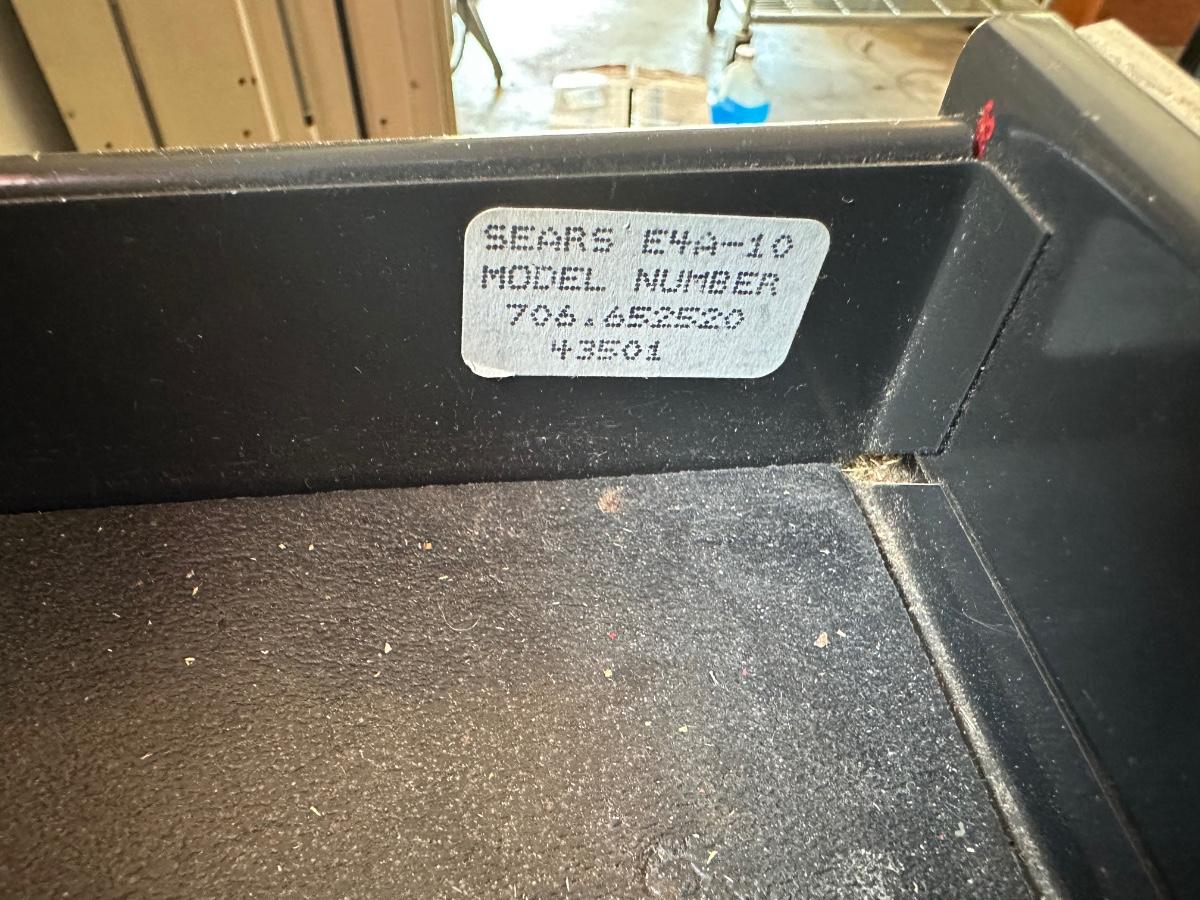 SEARS E4A-10
MODEL NUMBER
706.652520
43501